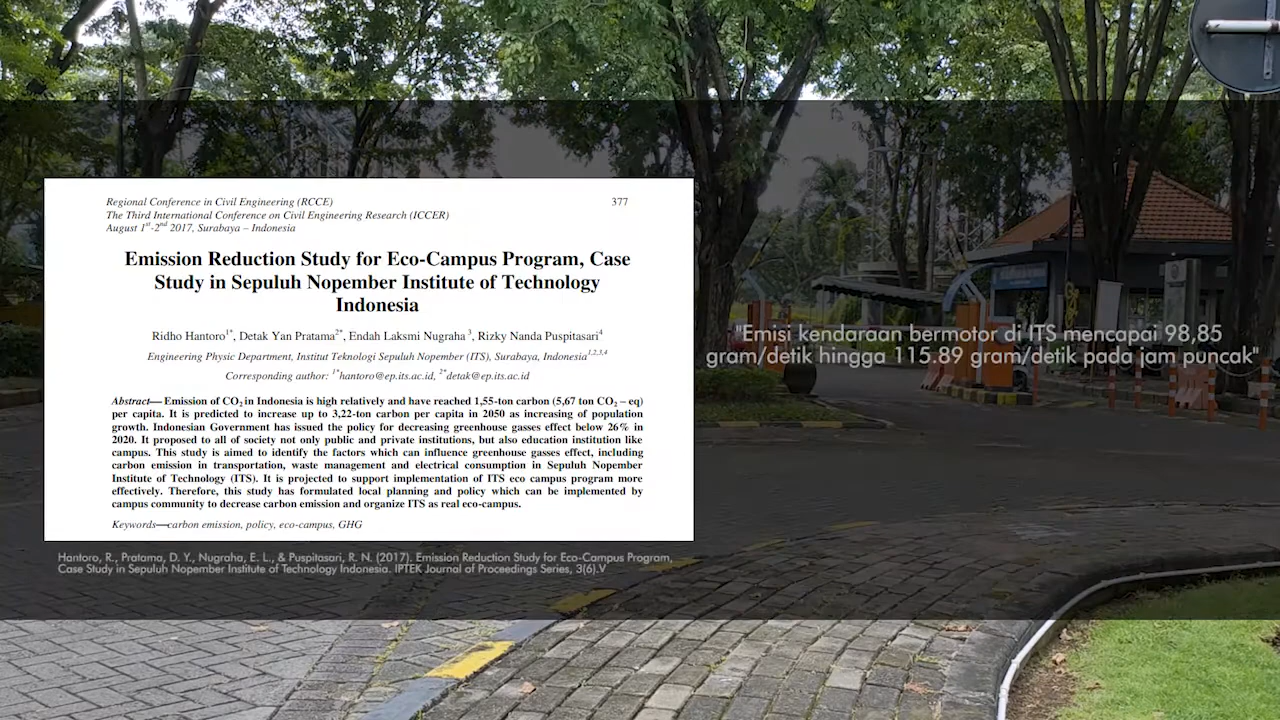 Regional Conference in Civil Engineering (RCCE)
377
The Third International Conference on Civil Engineering Research (ICCER)
August 1st-2nd 2017, Surabaya – Indonesia
Emission Reduction Study for Eco-Campus Program, Case
Study in Sepuluh Nopember Institute of Technology
Indonesia
Ridho Hantoro1*, Detak Yan Pratama2*, Endah Laksmi Nugraha 3, Rizky Nanda Puspitasari4
Engineering Physic Department, Institut Teknologi Sepuluh Nopember (ITS), Surabaya, Indonesia1,2,3,4
Corresponding author: 1*hantoro@ep.its.ac.id, 2*detak@ep.its.ac.id
Abstract— Emission of CO2 in Indonesia is high relatively and have reached 1,55-ton carbon (5,67 ton CO2 – eq)
per capita. It is predicted to increase up to 3,22-ton carbon per capita in 2050 as increasing of population
growth. Indonesian Government has issued the policy for decreasing greenhouse gasses effect below 26% in
2020. It proposed to all of society not only public and private institutions, but also education institution like
campus. This study is aimed to identify the factors which can influence greenhouse gasses effect, including
carbon emission in transportation, waste management and electrical consumption in Sepuluh Nopember
Institute of Technology (ITS). It is projected to support implementation of ITS eco campus program more
effectively. Therefore, this study has formulated local planning and policy which can be implemented by
campus community to decrease carbon emission and organize ITS as real eco-campus.
Keywords—carbon emission, policy, eco-campus, GHG
Hantoro, R., Pratama, D. Y., Nugraha, E. L., & Puspitasari, R. N. (2017). Emission Reduction Study for Eco-Campus Program,
Case Study in Sepuluh Nopember Institute of Technology Indonesia. IPTEK Journal of Proceedings Series, 3(6).V
"Emisi kendaraan bermotor di ITS mencapai 98,85
gram/detik hingga 115.89 gram/detik pada jam puncak"